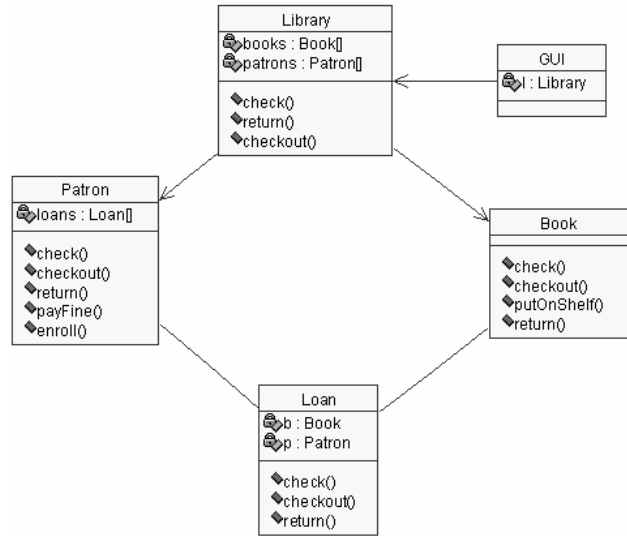 Library
books : Book[]
patrons : Patron[]
check()
return()
checkout()
GUI
l : Library
Patron
loans : Loan[]
check()
checkout()
return()
payFine()
enroll()
Book
check()
checkout()
putOnShelf()
return()
Loan
b : Book
p : Patron
check()
checkout()
return()